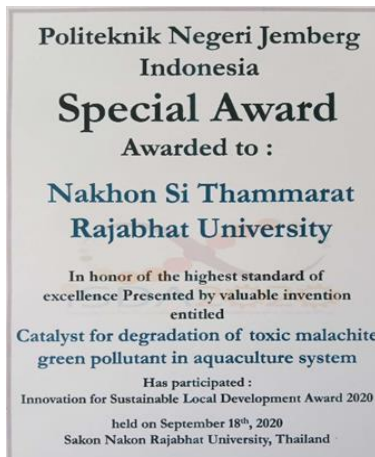 Politeknik Negeri Jemberg
Indonesia
Special Award
Awarded to :
Nakhon Si Thammarat
Rajabhat University
In honor of the highest standard of
excellence Presented by valuable invention
entitled
Catalyst for degradation of toxic malachite
green pollutant in aquaculture system
Has participated :
Innovation for Sustainable Local Development Award 2020
held on September 18th, 2020
Sakon Nakon Rajabhat University, Thailand